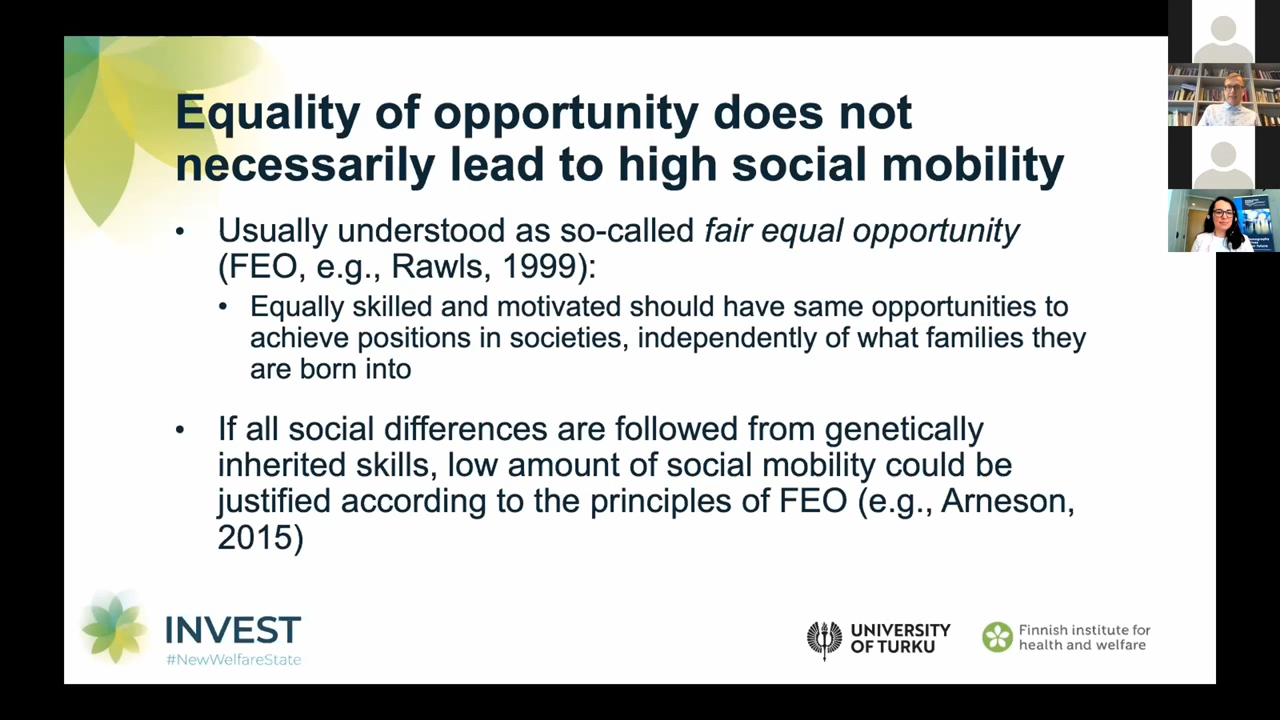 Equality of opportunity does not
necessarily lead to high social mobility
• Usually understood as so-called fair equal opportunity
(FEO, e.g., Rawls, 1999):
• Equally skilled and motivated should have same opportunities to
achieve positions in societies, independently of what families they
are born into
• If all social differences are followed from genetically
inherited skills, low amount of social mobility could be
justified according to the principles of FEO (e.g., Arneson,
2015)
INVEST
#NewWelfareState
UNIVERSITY
OF TURKU
Finnish institute for
health and welfare